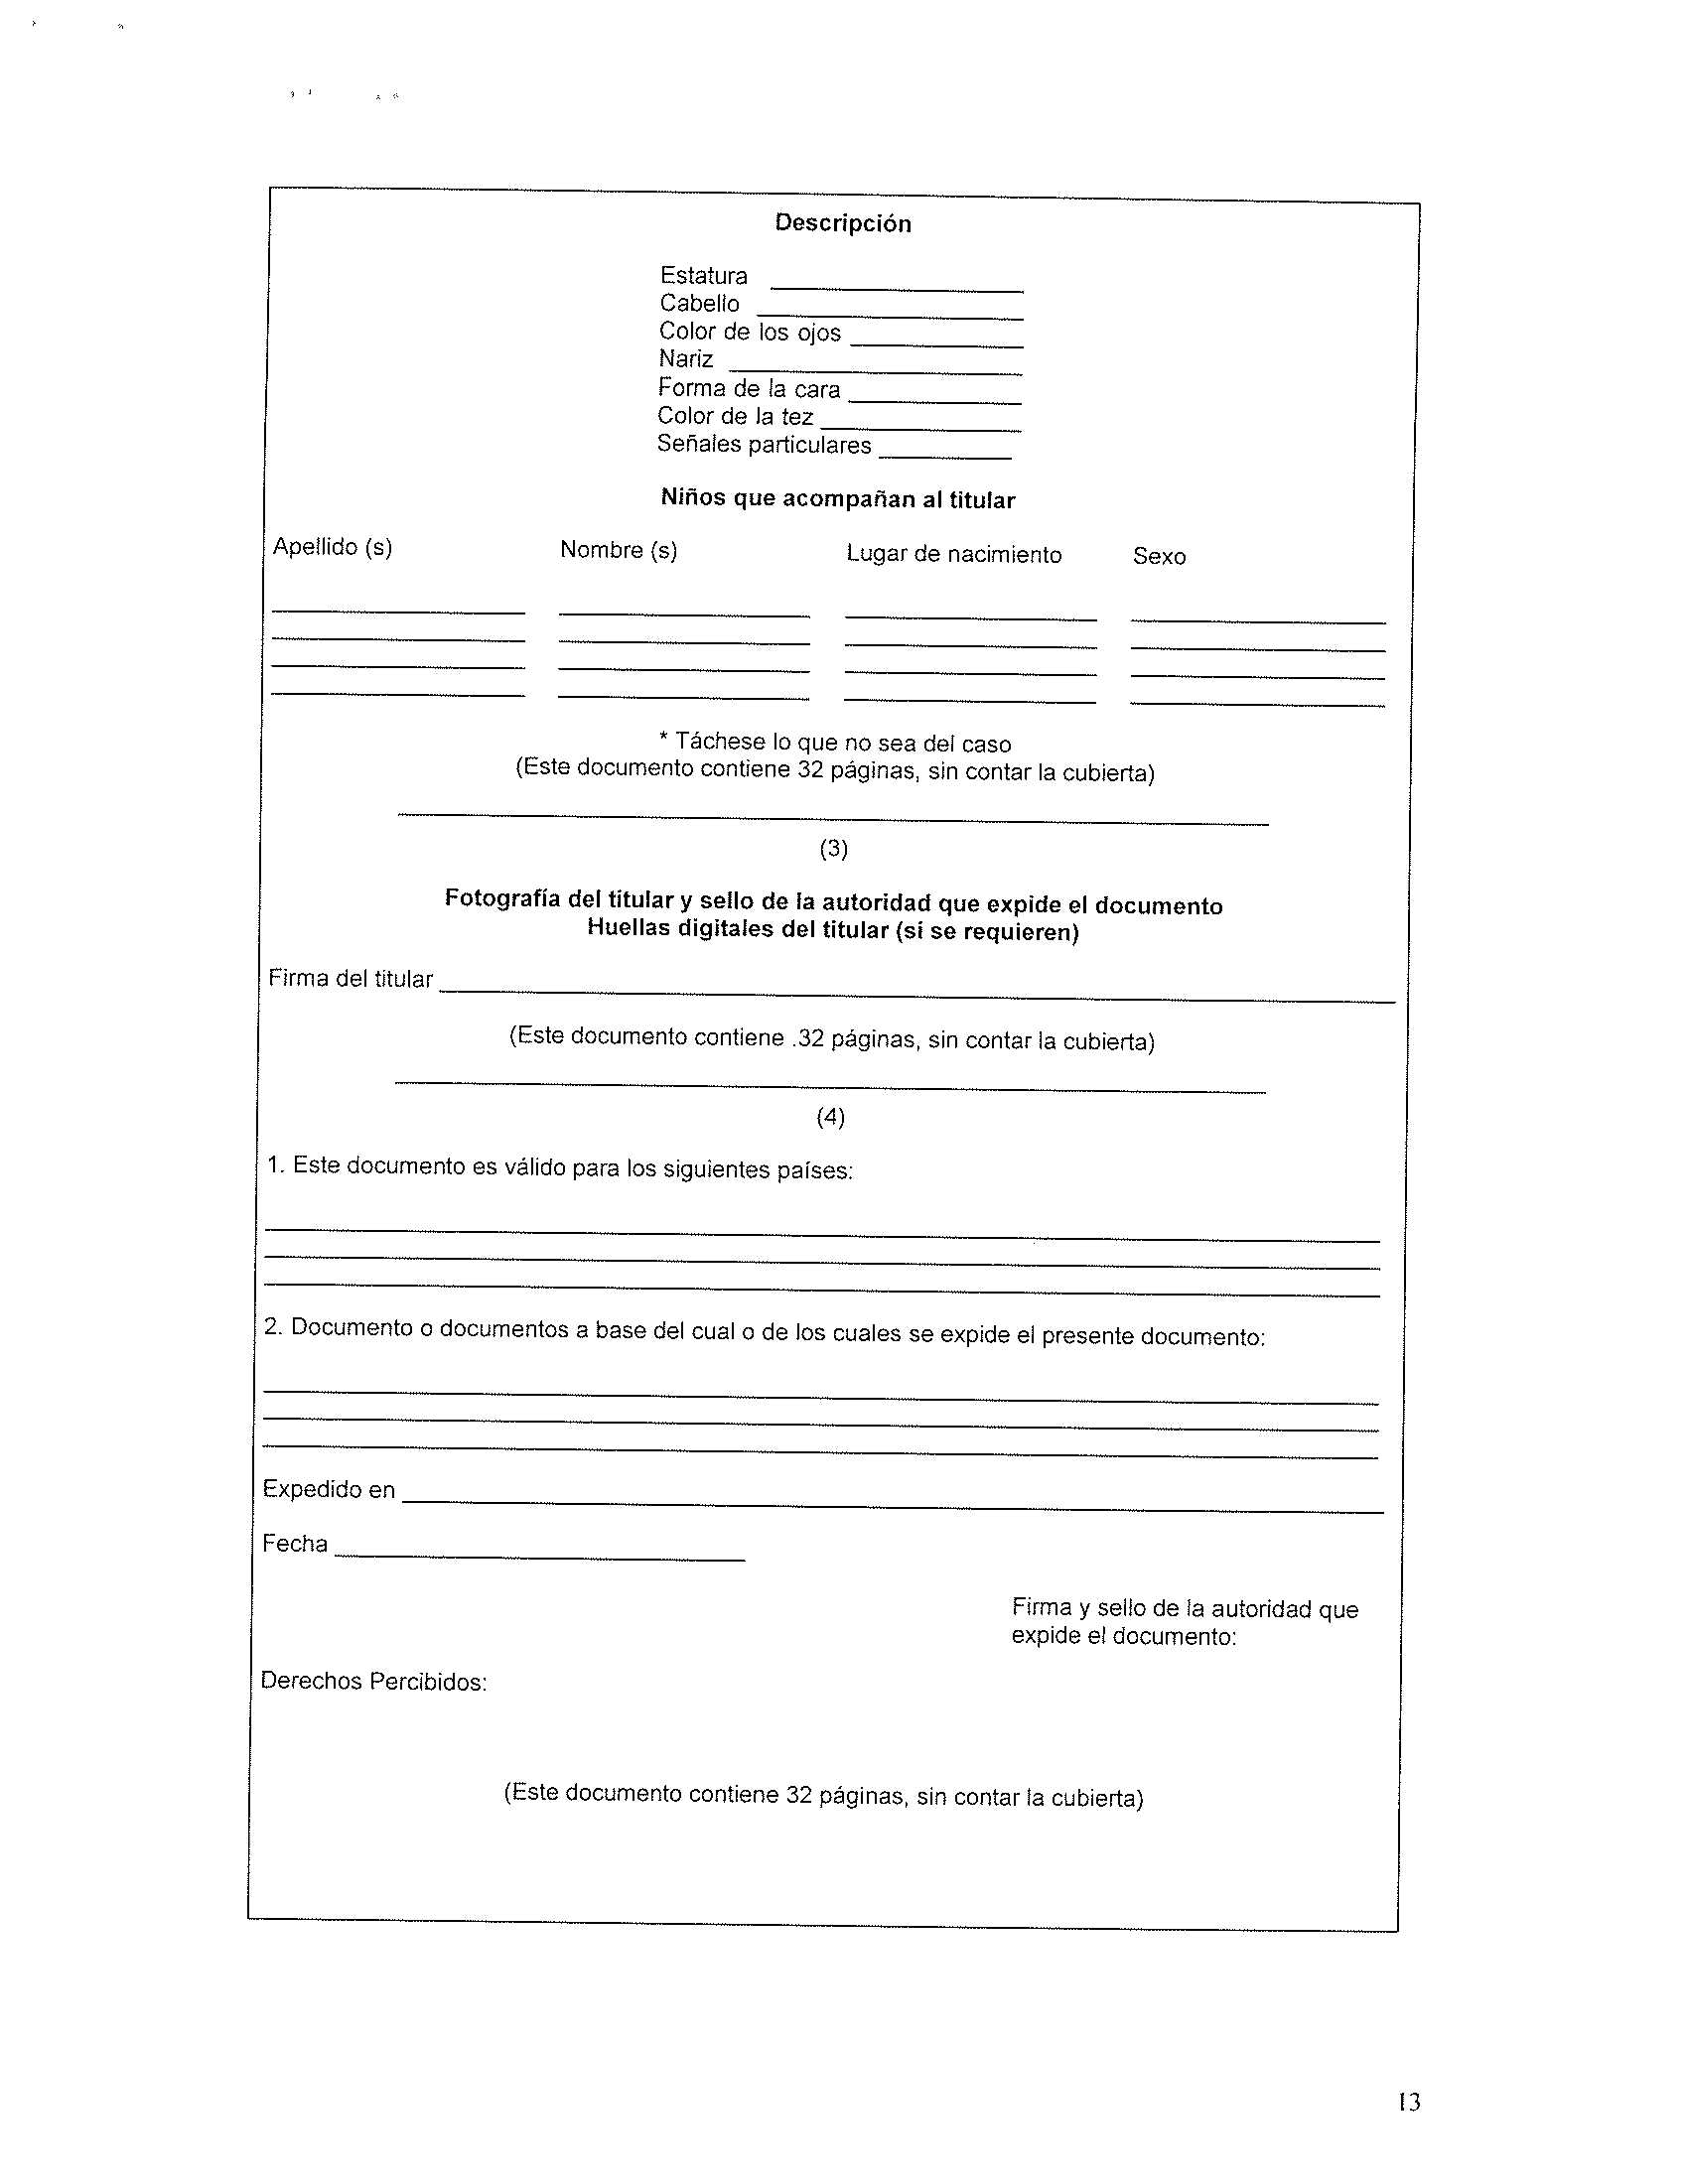 Descripción
Estatura
Cabello
Color de los ojos
Nariz
Forma de la cara
Color de la tez
Señales particulares
Niños que acompañan al titular
Apellido (s) Nombre (s) Lugar de nacimiento Sexo
* Táchese lo que no sea del caso
(Este documento contiene 32 páginas, sin contar la cubierta)
(3)
Fotografía del titular y sello de la autoridad que expide el documento
Huellas digitales del titular (si se requieren)
Firma del titular
(Este documento contiene .32 páginas, sin contar la cubierta)
(4)
1. Este documento es válido para los siguientes países:
2. Documento o documentos a base del cual o de los cuales se expide el presente documento:
Expedido en
Fecha
Firma y sello de la autoridad que
expide el documento:
Derechos Percibidos:
(Este documento contiene 32 páginas, sin contar la cubierta)
13